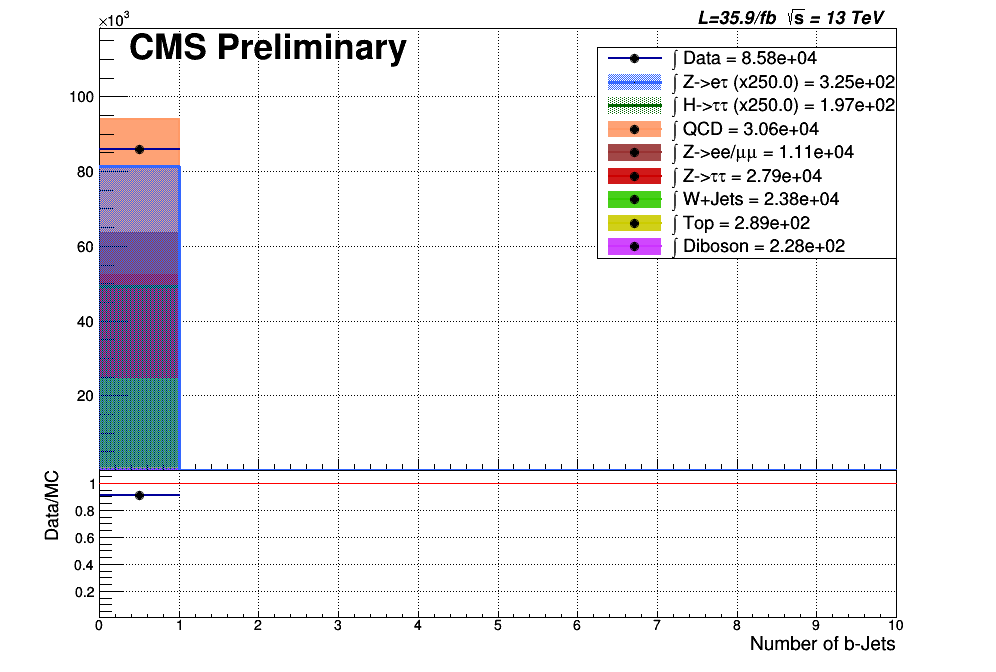 ×10³
L=35.9/fb √s = 13 TeV
CMS Preliminary
∫ Data = 8.58e+04
∫ Z->eτ (x250.0) = 3.25e+02
∫ H->ττ (x250.0) = 1.97e+02
∫ QCD = 3.06e+04
∫ Z->ee/μμ = 1.11e+04
∫ Z->ττ = 2.79e+04
∫ W+Jets = 2.38e+04
∫ Top = 2.89e+02
∫ Diboson = 2.28e+02
100
80
60
40
20
Data/MC
1
0.8
0.6
0.4
0.2
0 1 2 3 4 5 6 7 8 9 10
Number of b-Jets